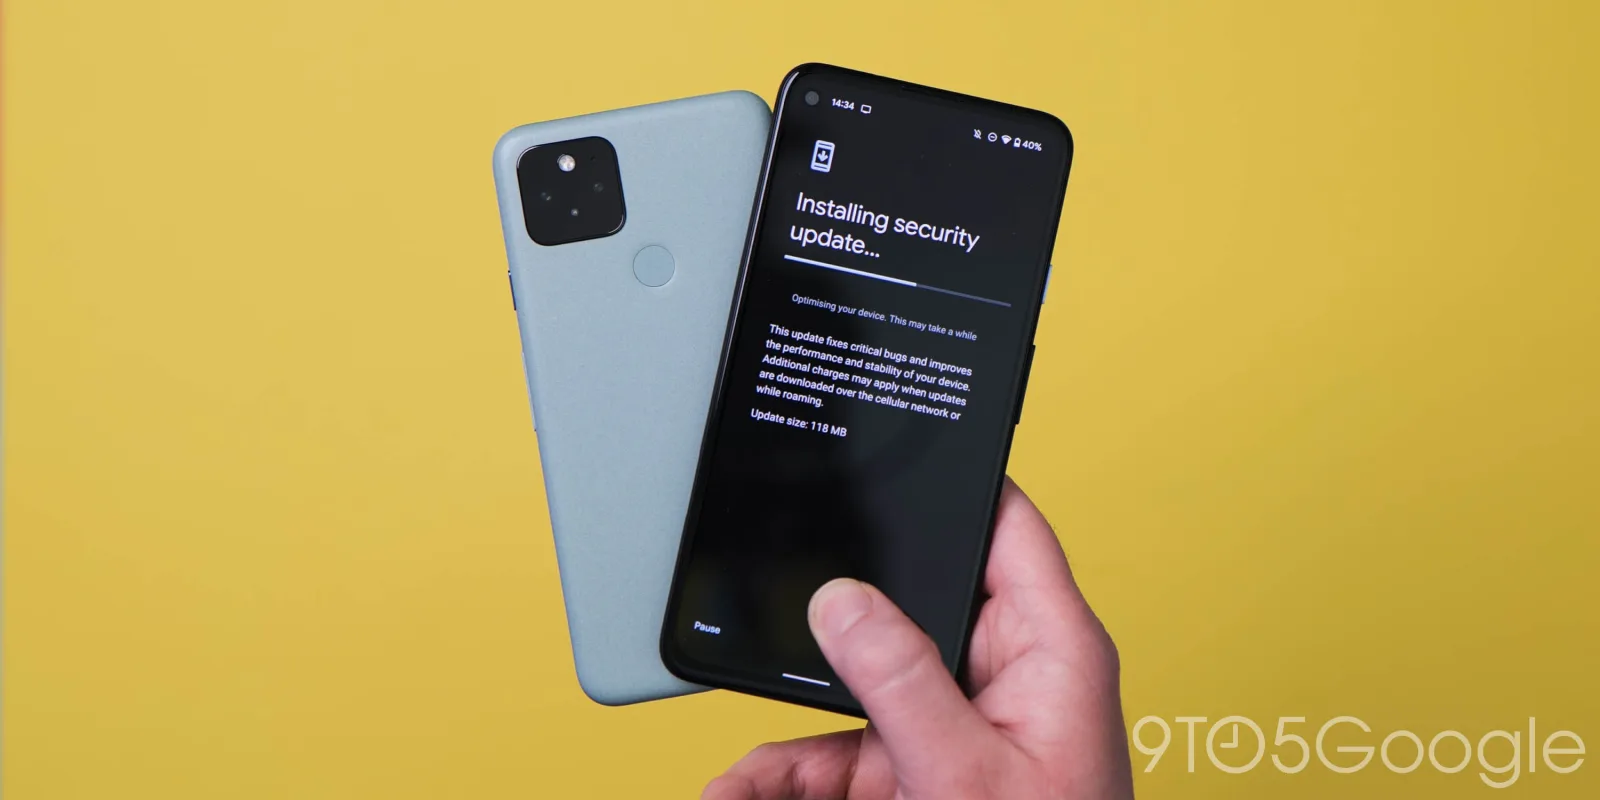 14:34
40%
Installing security
update...
Optimising your device. This may take a while
This update fixes critical bugs and improves
the performance and stability of your device.
Additional charges may apply when updates
are downloaded over the cellular network or
while roaming.
Update size: 118 MB
Pause
9TO5Google